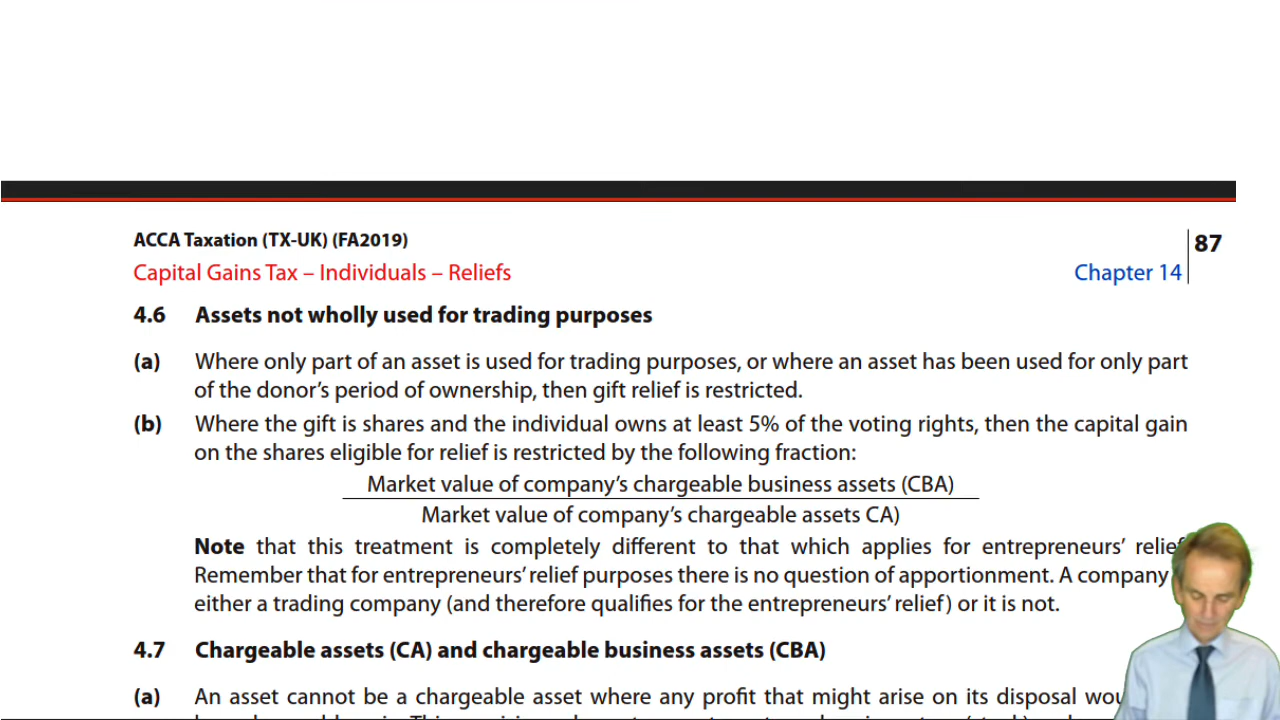 ACCA Taxation (TX-UK) (FA2019)
87
Capital Gains Tax – Individuals – Reliefs
Chapter 14
4.6 Assets not wholly used for trading purposes
(a) Where only part of an asset is used for trading purposes, or where an asset has been used for only part
of the donor's period of ownership, then gift relief is restricted.
(b) Where the gift is shares and the individual owns at least 5% of the voting rights, then the capital gain
on the shares eligible for relief is restricted by the following fraction:
Market value of company's chargeable business assets (CBA)
Market value of company's chargeable assets CA)
Note that this treatment is completely different to that which applies for entrepreneurs' relief
Remember that for entrepreneurs' relief purposes there is no question of apportionment. A company
either a trading company (and therefore qualifies for the entrepreneurs' relief) or it is not.
4.7 Chargeable assets (CA) and chargeable business assets (CBA)
(a) An asset cannot be a chargeable asset where any profit that might arise on its disposal